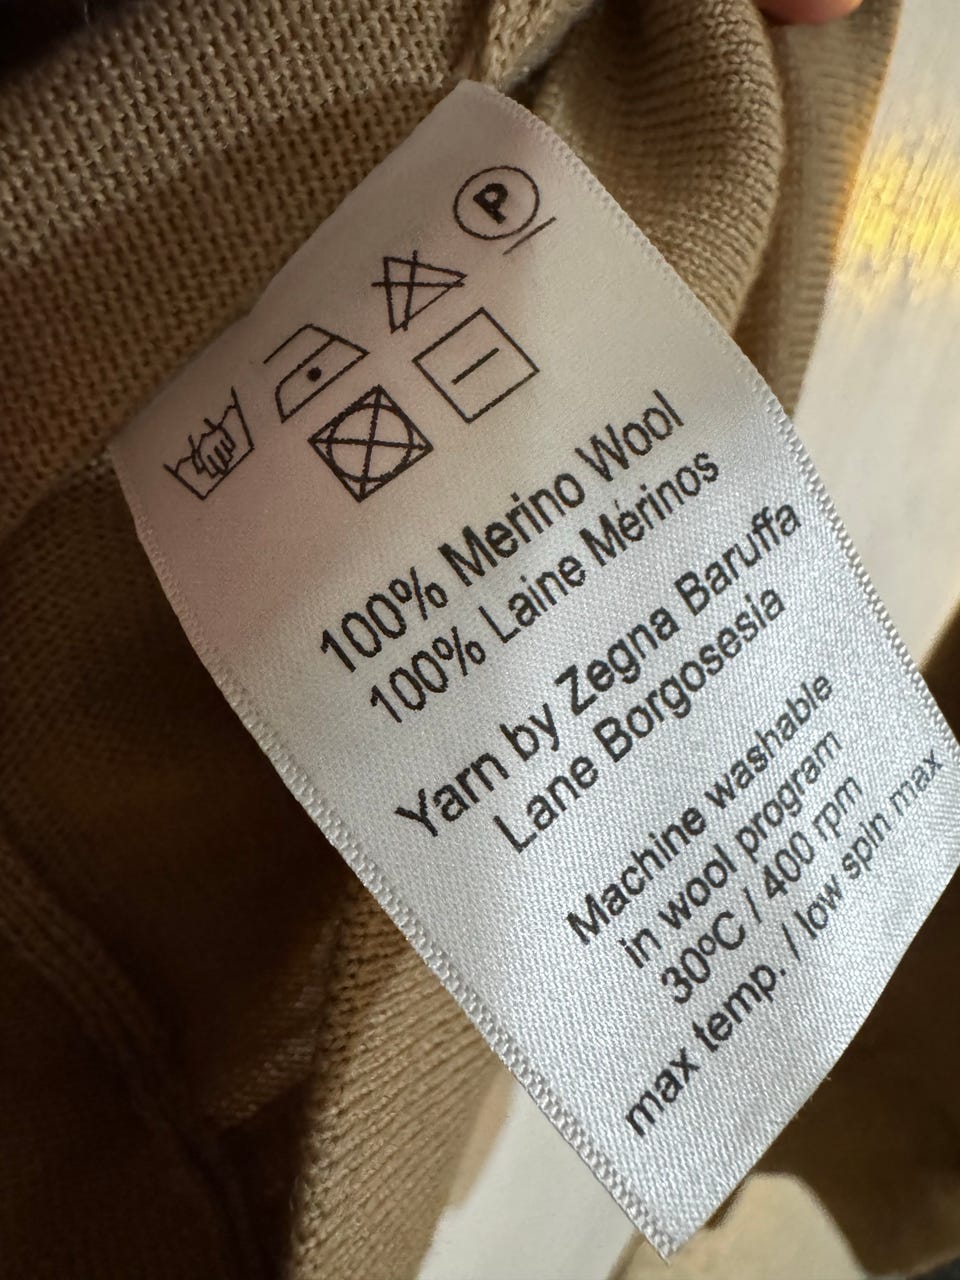 P
100% Merino Wool
100% Laine Mérinos
Yarn by Zegna Baruffa
Lane Borgosesia
Machine washable
in wool program
30ºC / 400 rpm
max temp. / low spin max